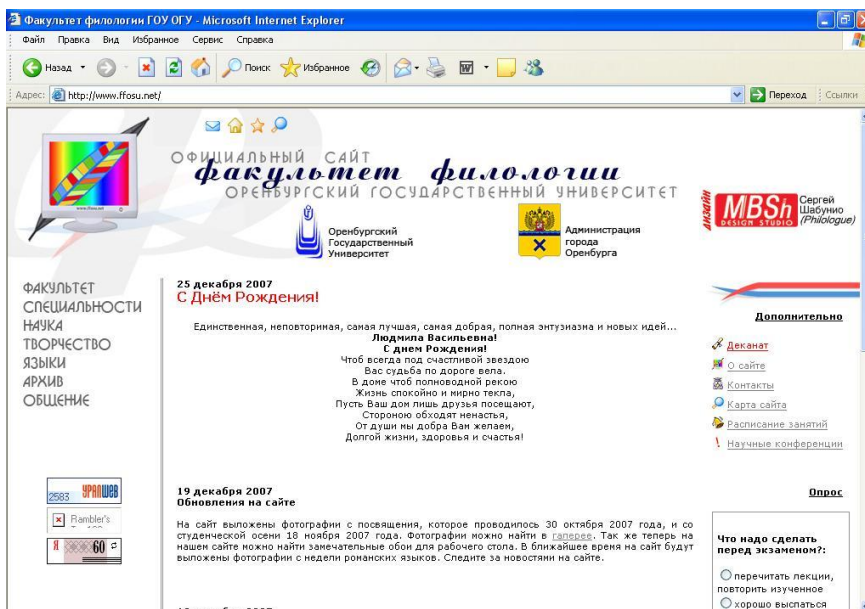 Факультет филологии ГОУ ОГУ - Microsoft Internet Explorer
Файл Правка Вид Избранное Сервис Справка
Назад Поиск Избранное
Адрес: http://www.ffosu.net/ Переход Ссылки
ОФИЦИАЛЬНЫЙ САЙТ
факультет филологии
ОРЕНБУРГСКИЙ ГОСУДАРСТВЕННЫЙ УНИВЕРСИТЕТ
Оренбургский
Государственный
Университет
Администрация
города
Оренбурга
дизайн
MBSh
DESIGN STUDIO
Сергей
Шабунио
(Philologue)
ФАКУЛЬТЕТ
СПЕЦИАЛЬНОСТИ
НАУКА
ТВОРЧЕСТВО
ЯЗЫКИ
АРХИВ
ОБЩЕНИЕ
2583 УРАЛWEB
Rambler's
Я 60
25 декабря 2007
С Днём Рождения!
Единственная, неповторимая, самая лучшая, самая добрая, полная энтузиазма и новых идей...
Людмила Васильевна!
С днем Рождения!
Чтоб всегда под счастливой звездою
Вас судьба по дороге вела.
В доме чтоб полноводной рекою
Жизнь спокойно и мирно текла,
Пусть Ваш дом лишь друзья посещают,
Стороною обходят ненастья,
От души мы добра Вам желаем,
Долгой жизни, здоровья и счастья!
19 декабря 2007
Обновления на сайте
На сайт выложены фотографии с посвящения, которое проводилось 30 октября 2007 года, и со
студенческой осени 18 ноября 2007 года. Фотографии можно найти в галерее. Так же теперь на
нашем сайте можно найти замечательные обои для рабочего стола. В ближайшее время на сайт будут
выложены фотографии с недели романских языков. Следите за новостями на сайте.
Дополнительно
Деканат
О сайте
Контакты
Карта сайта
Расписание занятий
Научные конференции
Опрос
Что надо сделать
перед экзаменом?:
перечитать лекции,
повторить изученное
хорошо выспаться